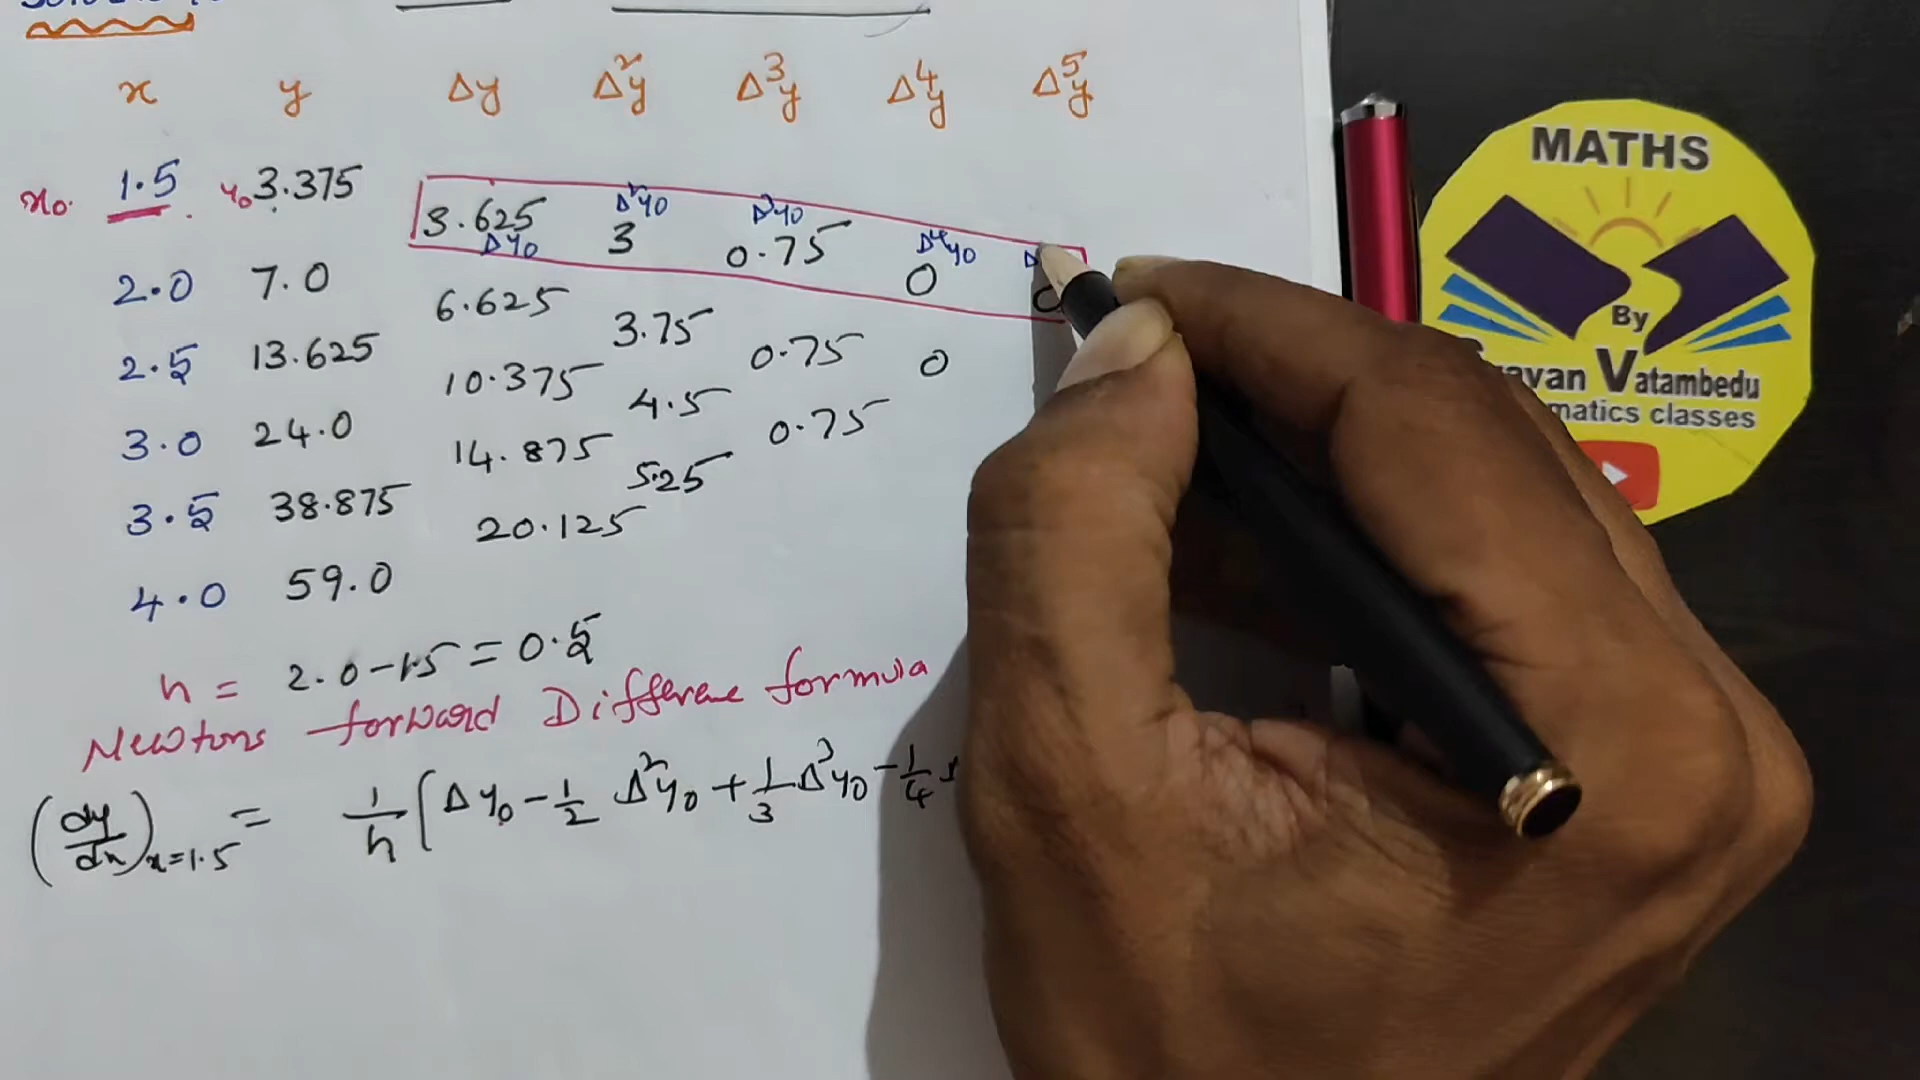 x y Δy Δ²y Δ³y Δ⁴y Δ⁵y
x₀. 1.5 y₀ 3.375
3.625 Δy₀ Δ²y₀ 3 Δ³y₀ 0.75 Δ⁴y₀ 0 Δ
2.0 7.0
6.625 3.75 0.75 0
2.5 13.625
10.375 4.5 0.75
3.0 24.0
14.875 5.25
3.5 38.875
20.125
4.0 59.0
h = 2.0-1.5 = 0.5
Newtons forward Difference formula
(dy/dx)x=1.5 = 1/h [Δy₀ - 1/2 Δ²y₀ + 1/3 Δ³y₀ - 1/4
MATHS
By
Vatambedu
classes